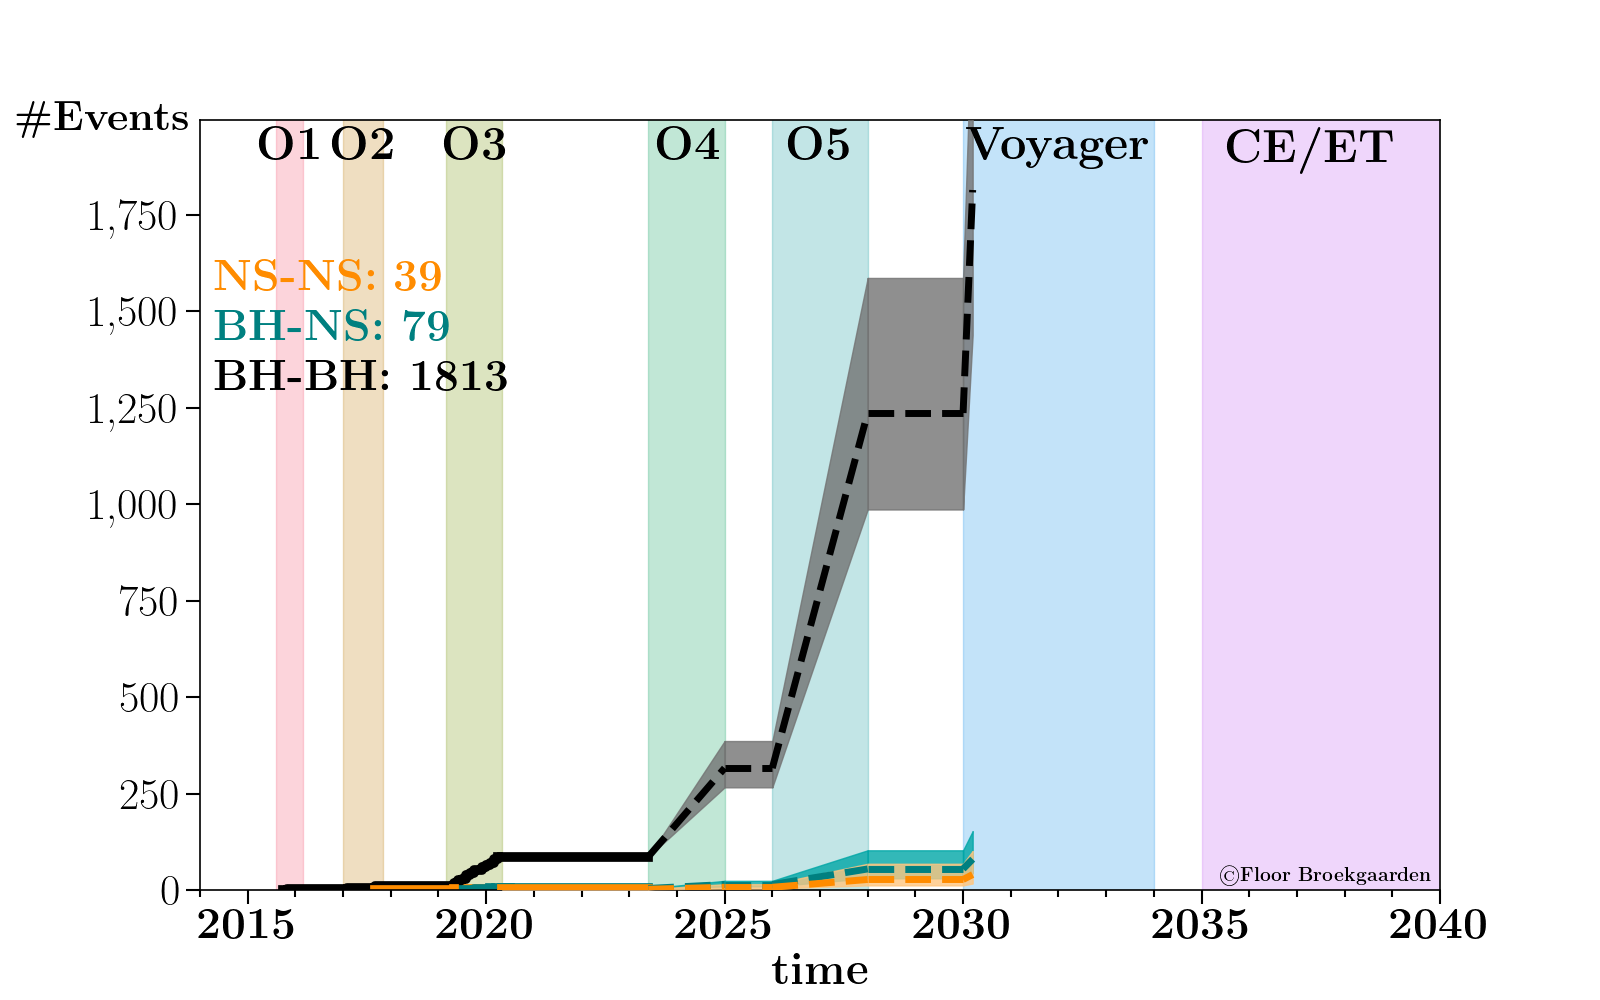 #Events
O1 O2 O3 O4 O5 Voyager CE/ET
1,750
NS-NS: 39
1,500
BH-NS: 79
BH-BH: 1813
1,250
1,000
750
500
250
0
©Floor Broekgaarden
2015 2020 2025 2030 2035 2040
time